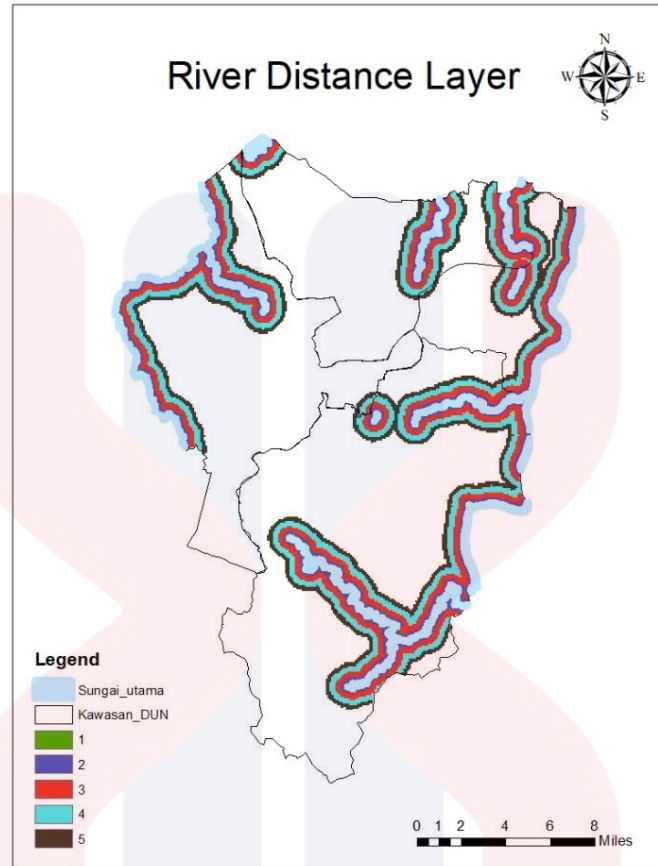 River Distance Layer
N
W E
S
Legend
Sungai_utama
Kawasan_DUN
1
2
3
4
5
0 1 2 4 6 8
Miles